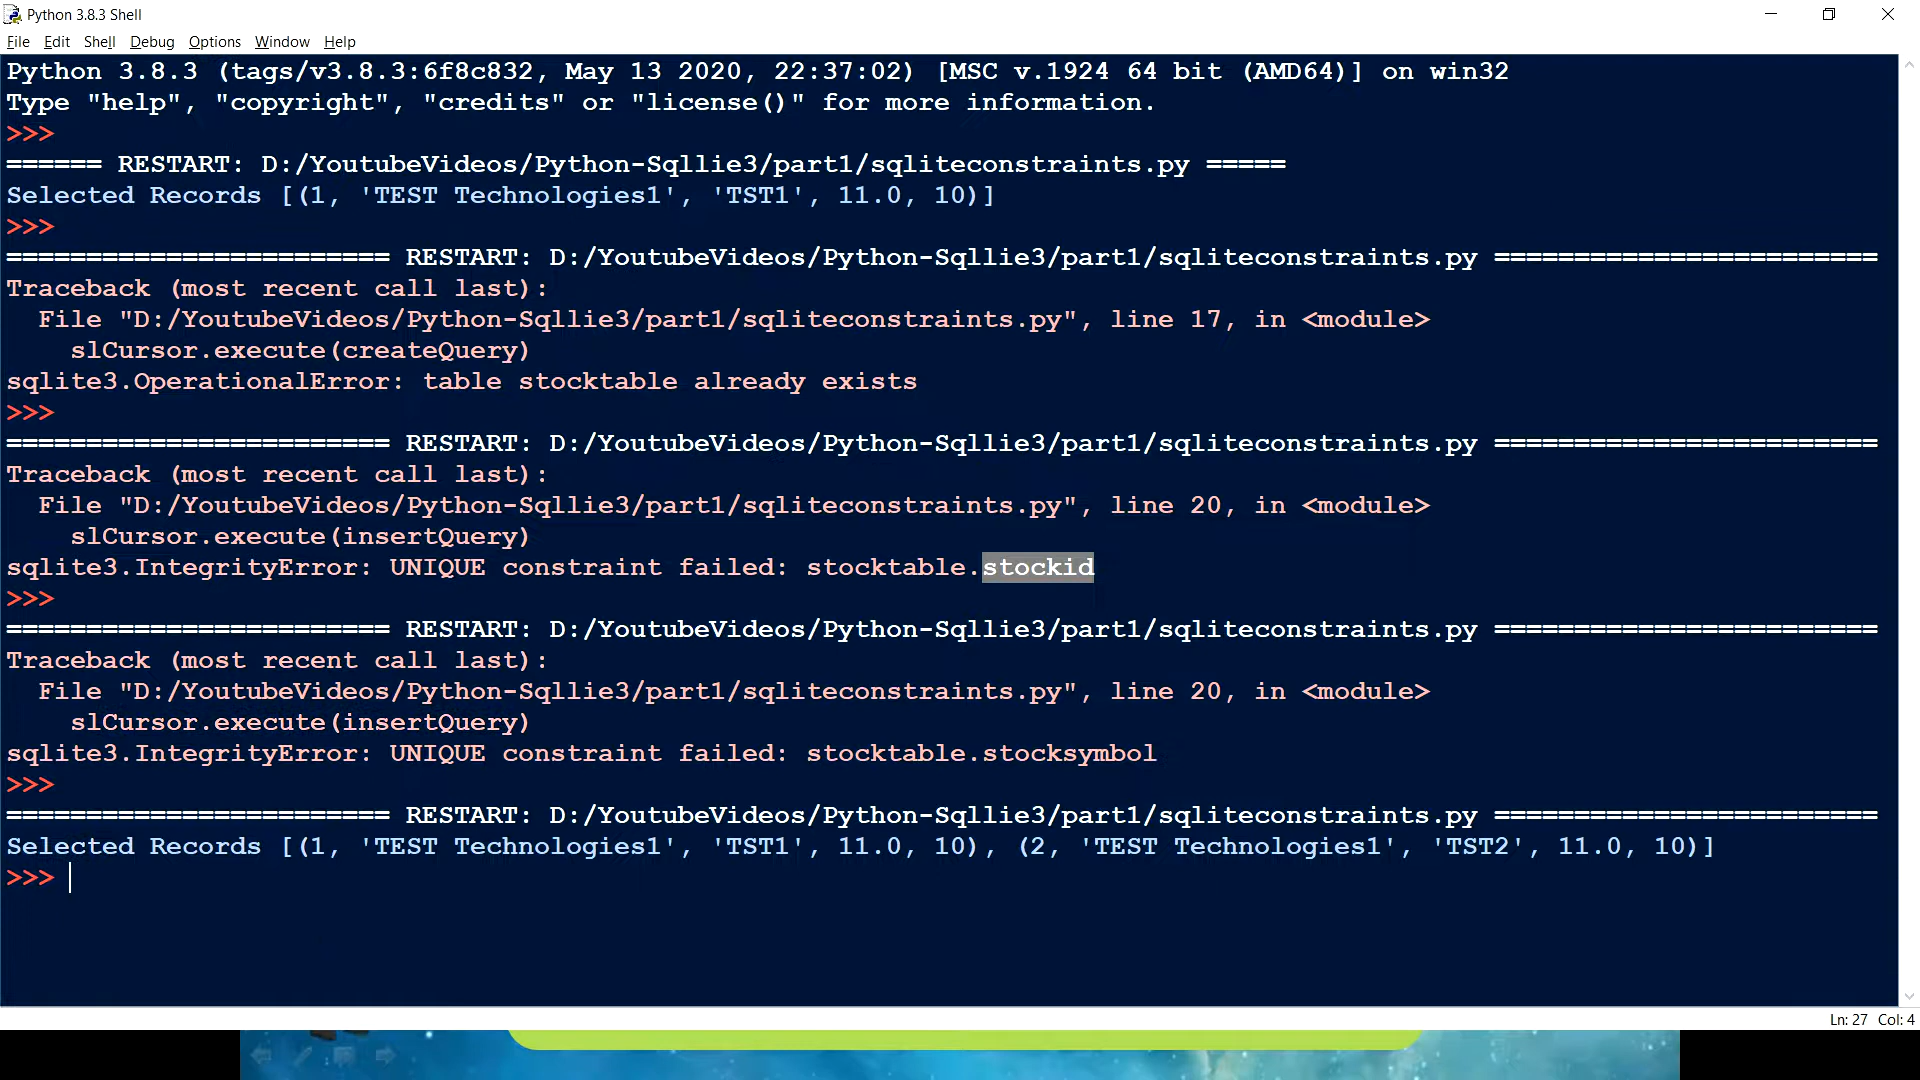 Python 3.8.3 Shell
File Edit Shell Debug Options Window Help
Python 3.8.3 (tags/v3.8.3:6f8c832, May 13 2020, 22:37:02) [MSC v.1924 64 bit (AMD64)] on win32
Type "help", "copyright", "credits" or "license()" for more information.
>>>
====== RESTART: D:/YoutubeVideos/Python-Sqllie3/part1/sqliteconstraints.py =====
Selected Records [(1, 'TEST Technologies1', 'TST1', 11.0, 10)]
>>>
======================== RESTART: D:/YoutubeVideos/Python-Sqllie3/part1/sqliteconstraints.py ========================
Traceback (most recent call last):
  File "D:/YoutubeVideos/Python-Sqllie3/part1/sqliteconstraints.py", line 17, in <module>
    slCursor.execute(createQuery)
sqlite3.OperationalError: table stocktable already exists
>>>
======================== RESTART: D:/YoutubeVideos/Python-Sqllie3/part1/sqliteconstraints.py ========================
Traceback (most recent call last):
  File "D:/YoutubeVideos/Python-Sqllie3/part1/sqliteconstraints.py", line 20, in <module>
    slCursor.execute(insertQuery)
sqlite3.IntegrityError: UNIQUE constraint failed: stocktable.stockid
>>>
======================== RESTART: D:/YoutubeVideos/Python-Sqllie3/part1/sqliteconstraints.py ========================
Traceback (most recent call last):
  File "D:/YoutubeVideos/Python-Sqllie3/part1/sqliteconstraints.py", line 20, in <module>
    slCursor.execute(insertQuery)
sqlite3.IntegrityError: UNIQUE constraint failed: stocktable.stocksymbol
>>>
======================== RESTART: D:/YoutubeVideos/Python-Sqllie3/part1/sqliteconstraints.py ========================
Selected Records [(1, 'TEST Technologies1', 'TST1', 11.0, 10), (2, 'TEST Technologies1', 'TST2', 11.0, 10)]
>>>
Ln: 27 Col: 4